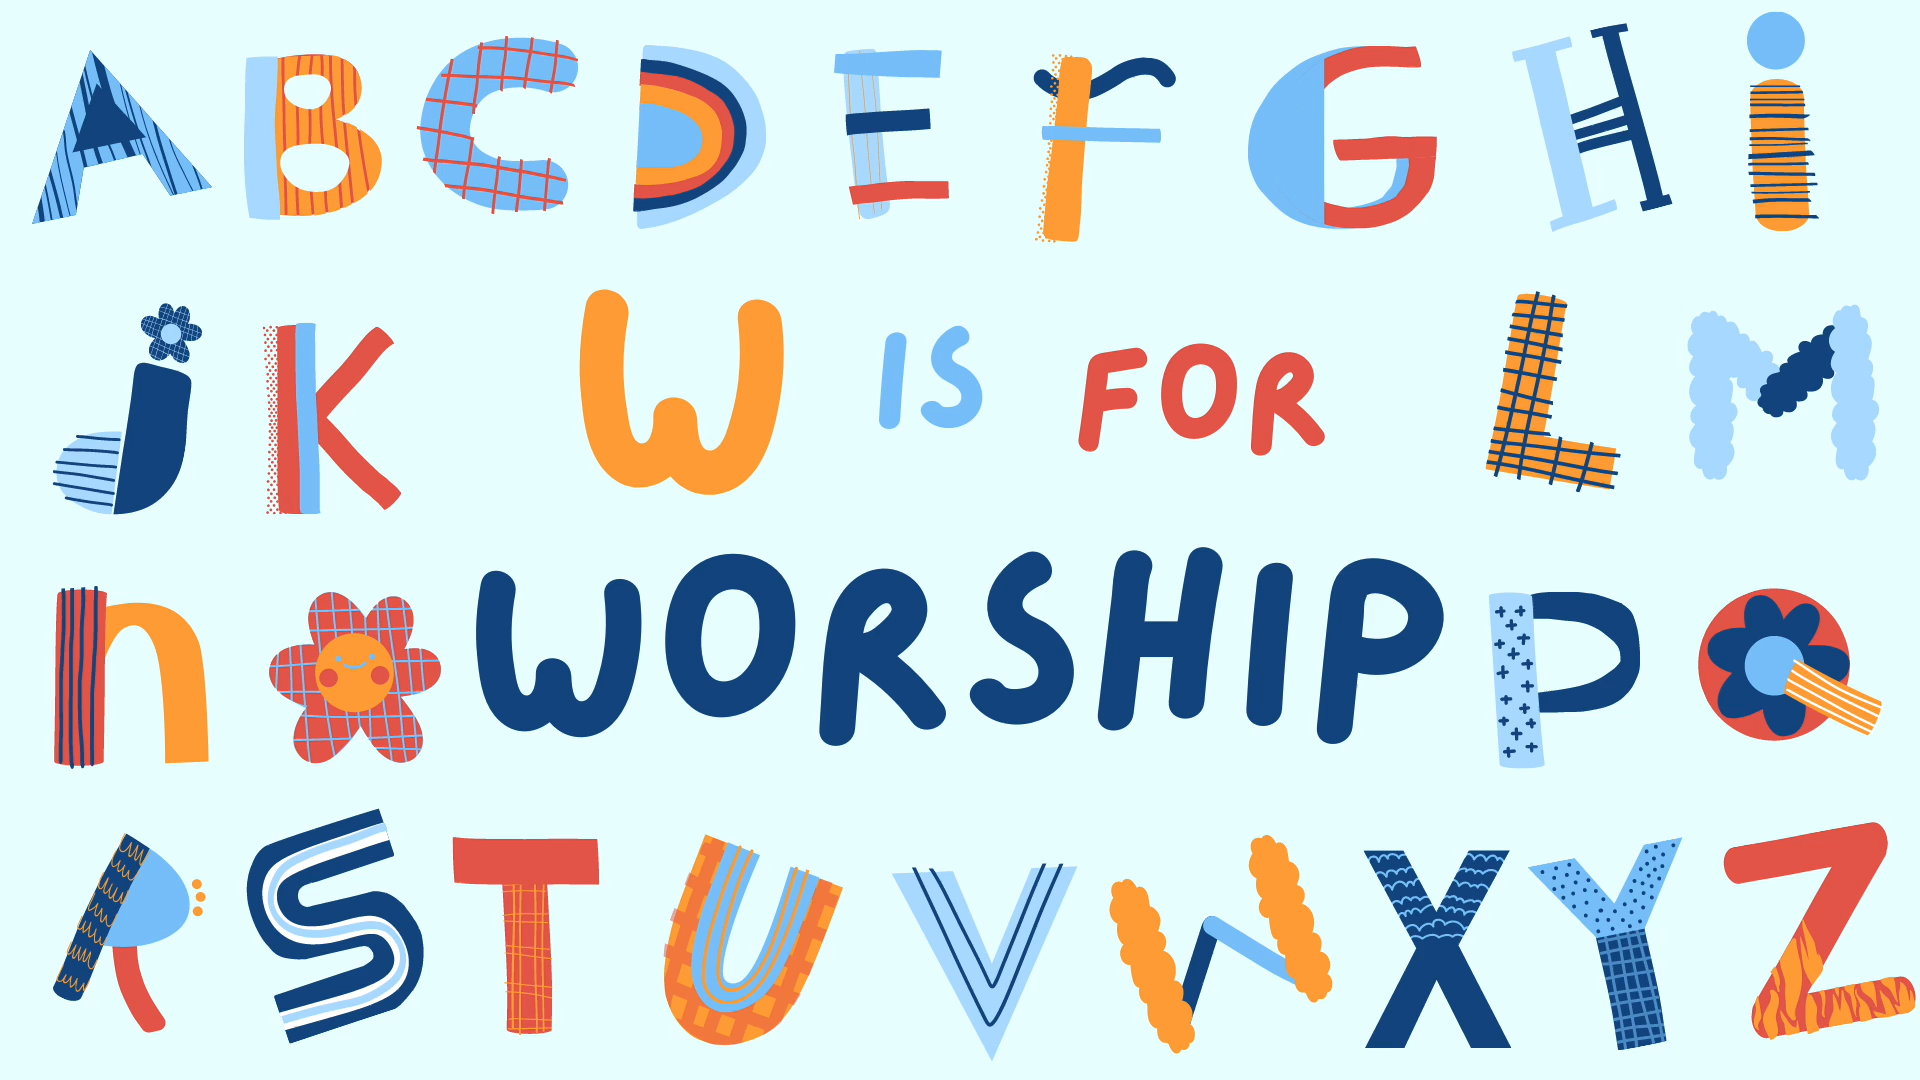 A B C D E f G H i
j K W IS FOR L M
n O WORSHIP P Q
R S T U V W X Y Z